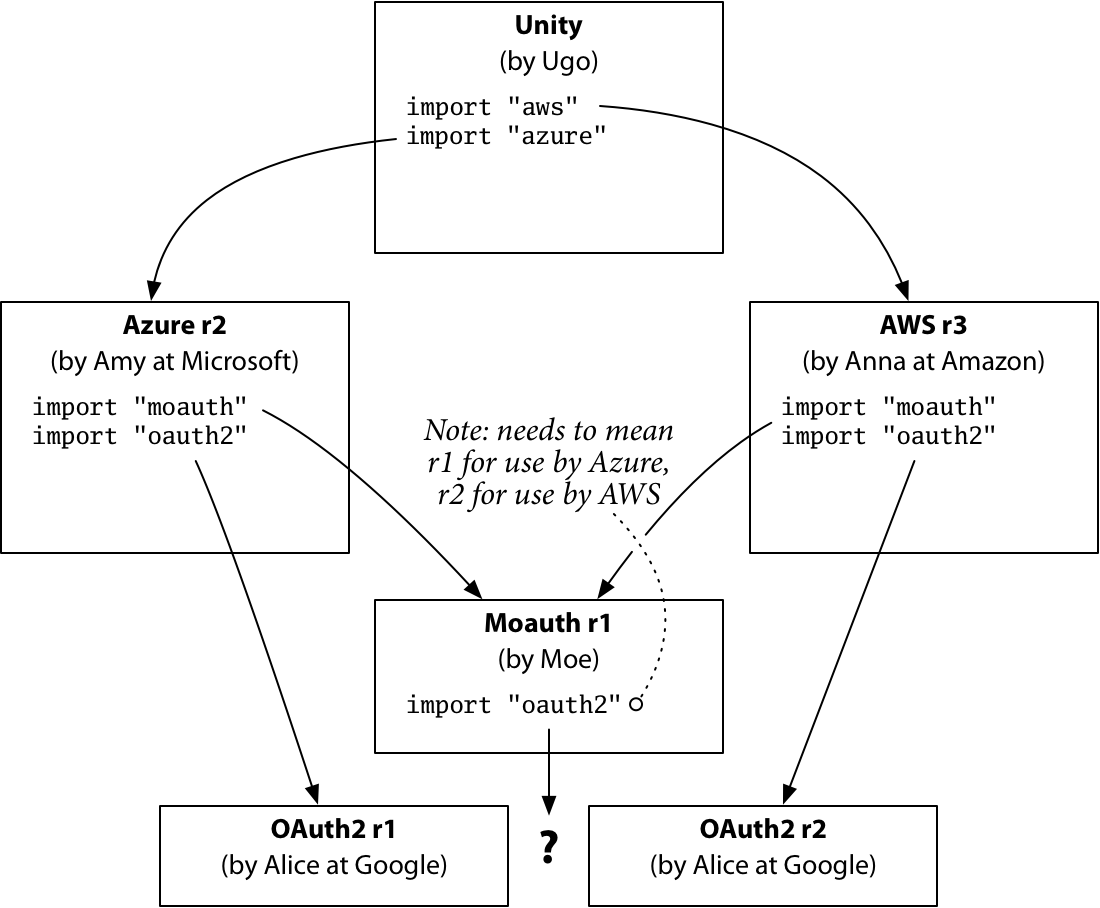 Unity
(by Ugo)
import "aws"
import "azure"
Azure r2
(by Amy at Microsoft)
import "moauth"
import "oauth2"
AWS r3
(by Anna at Amazon)
import "moauth"
import "oauth2"
Note: needs to mean
r1 for use by Azure,
r2 for use by AWS
Moauth r1
(by Moe)
import "oauth2"
OAuth2 r1
(by Alice at Google)
?
OAuth2 r2
(by Alice at Google)